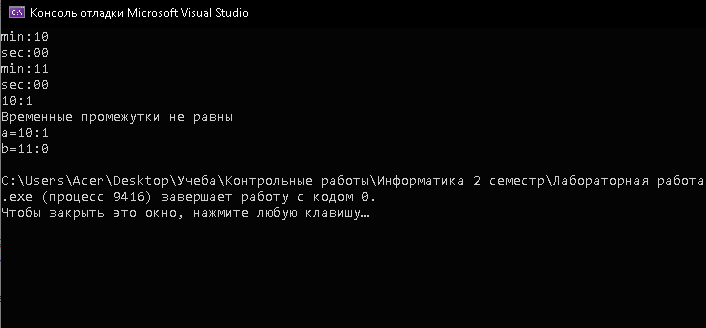 Консоль отладки Microsoft Visual Studio
min:10
sec:00
min:11
sec:00
10:1
Временные промежутки не равны
a=10:1
b=11:0
C:\Users\Acer\Desktop\Учеба\Контрольные работы\Информатика 2 семестр\Лабораторная работа
.exe (процесс 9416) завершает работу с кодом 0.
Чтобы закрыть это окно, нажмите любую клавишу…